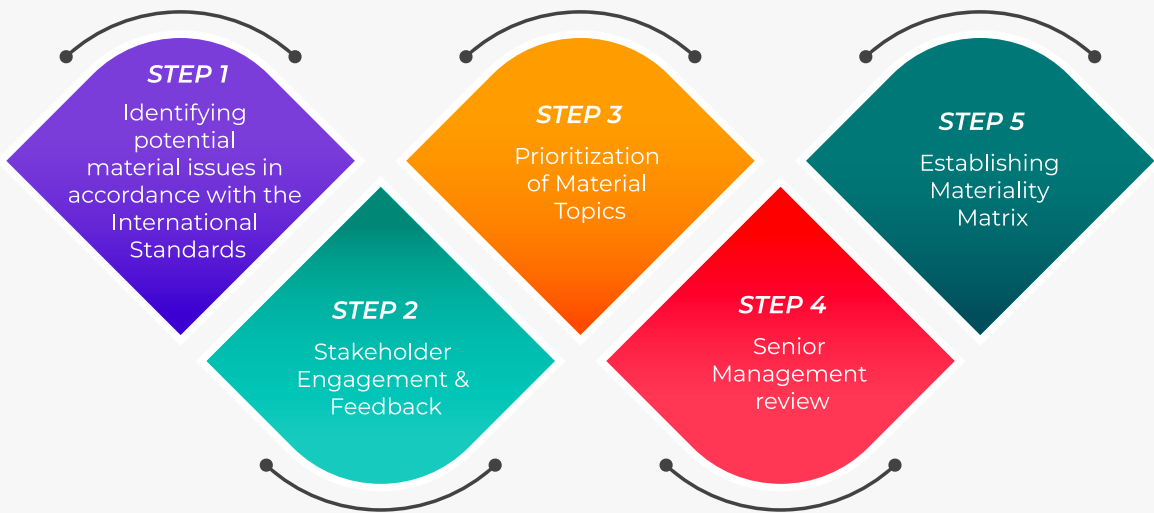 STEP 1
Identifying
potential
material issues in
accordance with the
International
Standards
STEP 2
Stakeholder
Engagement &
Feedback
STEP 3
Prioritization
of Material
Topics
STEP 4
Senior
Management
review
STEP 5
Establishing
Materiality
Matrix